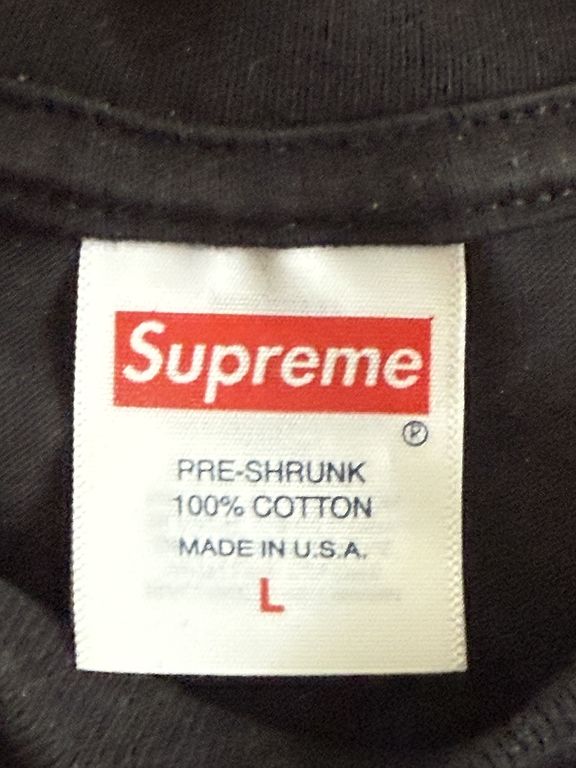 Supreme
®
PRE-SHRUNK
100% COTTON
MADE IN U.S.A.
L